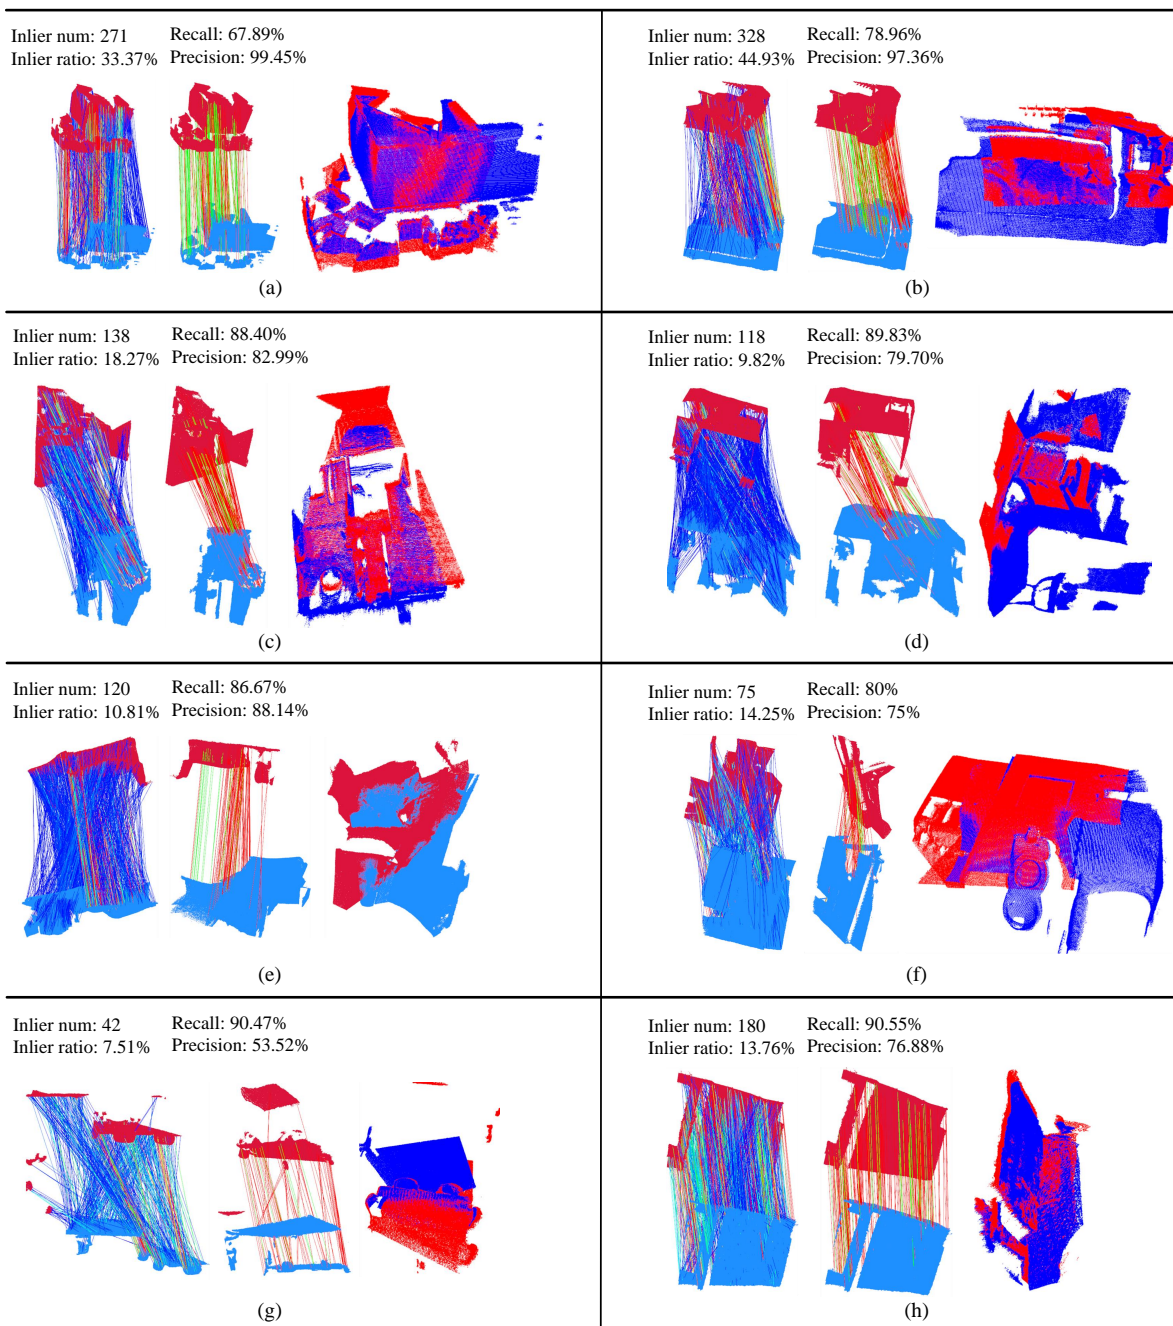 Inlier num: 271 Recall: 67.89%
Inlier ratio: 33.37% Precision: 99.45%
(a)
Inlier num: 328 Recall: 78.96%
Inlier ratio: 44.93% Precision: 97.36%
(b)
Inlier num: 138 Recall: 88.40%
Inlier ratio: 18.27% Precision: 82.99%
(c)
Inlier num: 118 Recall: 89.83%
Inlier ratio: 9.82% Precision: 79.70%
(d)
Inlier num: 120 Recall: 86.67%
Inlier ratio: 10.81% Precision: 88.14%
(e)
Inlier num: 75 Recall: 80%
Inlier ratio: 14.25% Precision: 75%
(f)
Inlier num: 42 Recall: 90.47%
Inlier ratio: 7.51% Precision: 53.52%
(g)
Inlier num: 180 Recall: 90.55%
Inlier ratio: 13.76% Precision: 76.88%
(h)